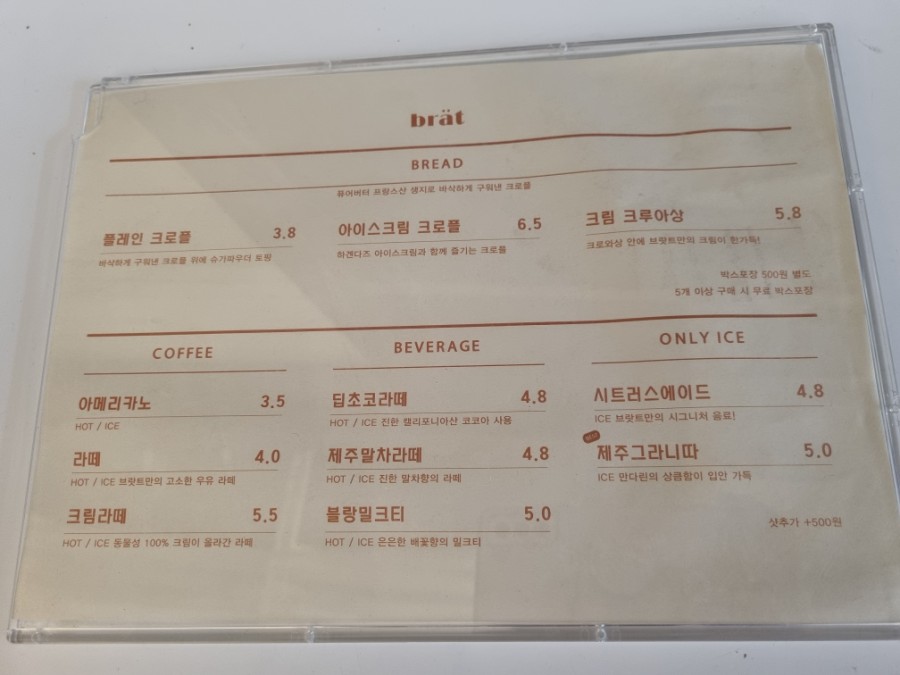 brät
BREAD
퓨어버터 프랑스산 생지로 바삭하게 구워낸 크로플
플레인 크로플 3.8
바삭하게 구워낸 크로플 위에 슈가파우더 토핑
아이스크림 크로플 6.5
하겐다즈 아이스크림과 함께 즐기는 크로플
크림 크루아상 5.8
크로와상 안에 브랏트만의 크림이 한가득!
박스포장 500원 별도
5개 이상 구매 시 무료 박스포장
COFFEE
아메리카노 3.5
HOT / ICE
라떼 4.0
HOT / ICE 브랏트만의 고소한 우유 라떼
크림라떼 5.5
HOT / ICE 동물성 100% 크림이 올라간 라떼
BEVERAGE
딥초코라떼 4.8
HOT / ICE 진한 캘리포니아산 코코아 사용
제주말차라떼 4.8
HOT / ICE 진한 말차향의 라떼
블랑밀크티 5.0
HOT / ICE 은은한 배꽃향의 밀크티
ONLY ICE
시트러스에이드 4.8
ICE 브랏트만의 시그니처 음료!
제주그라니따 5.0
ICE 만다린의 상큼함이 입안 가득
샷추가 +500원